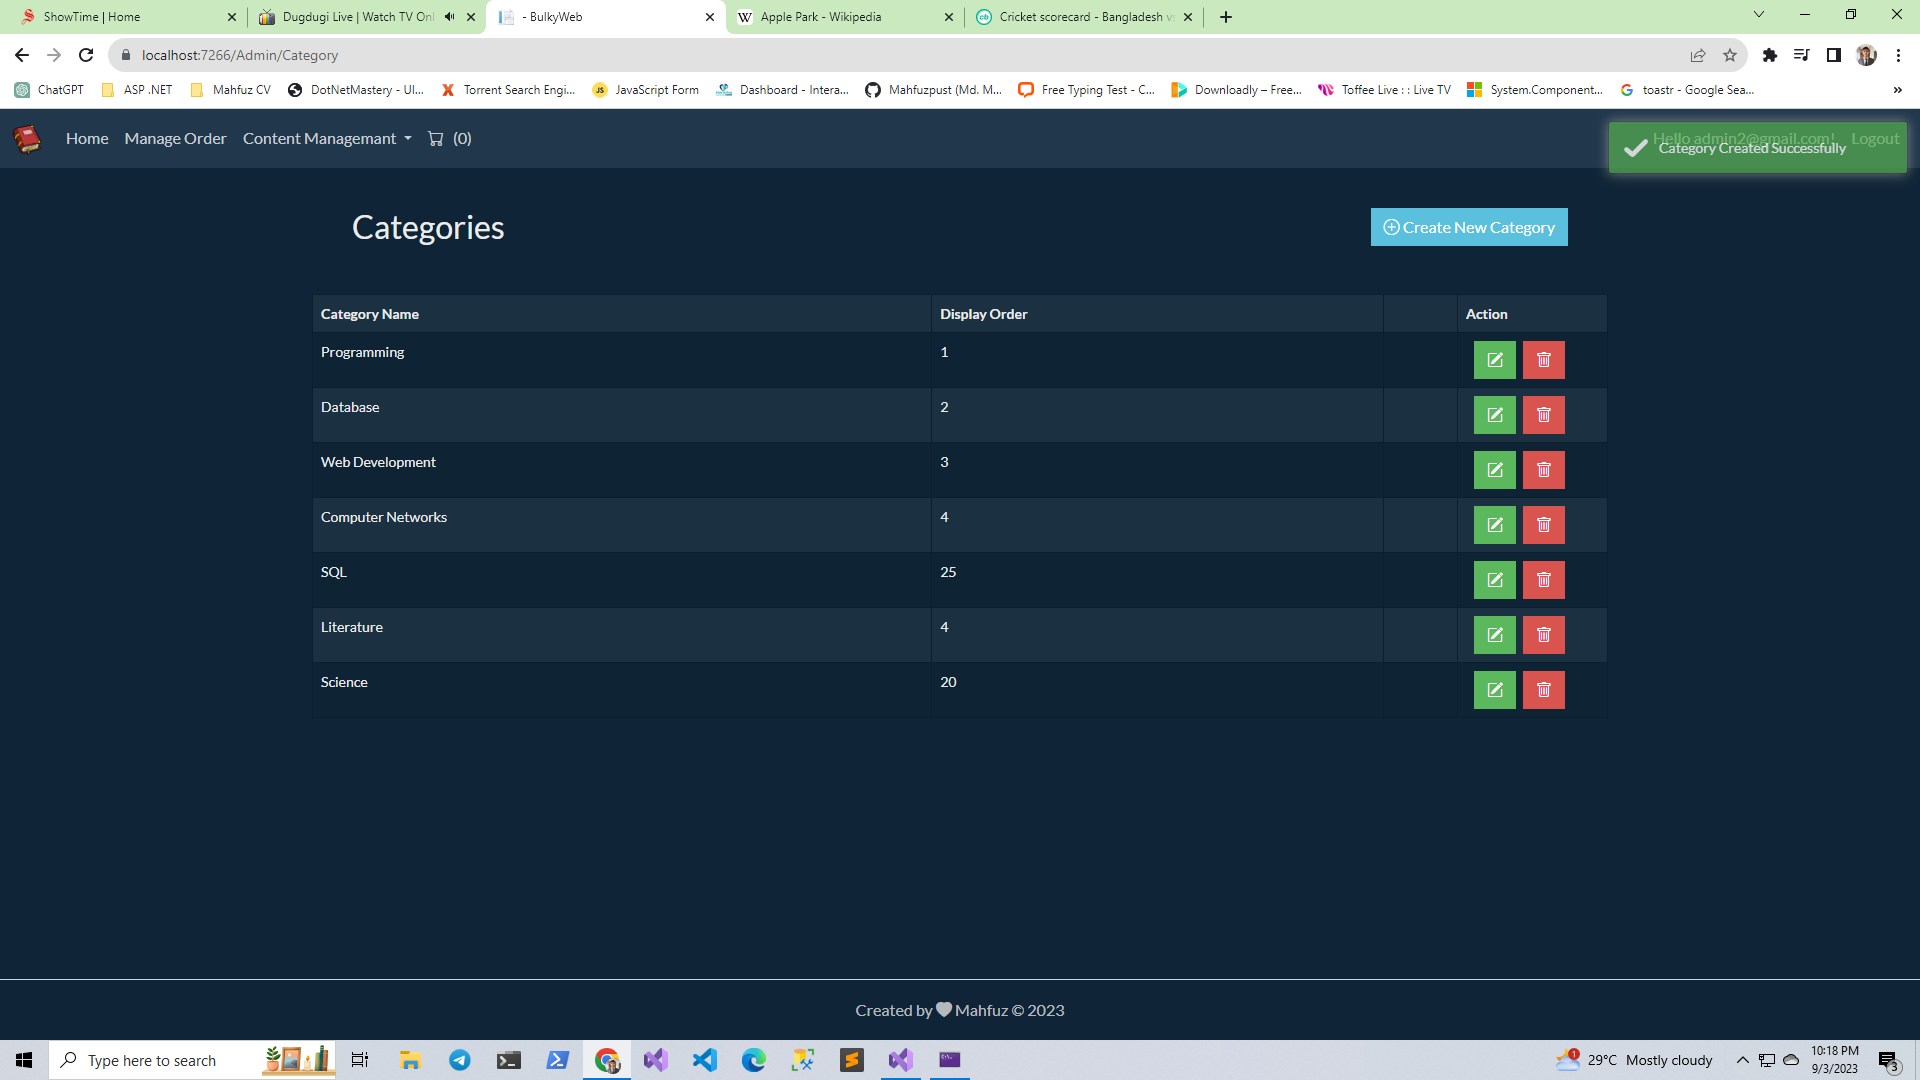 ShowTime | Home
Dugdugi Live | Watch TV Onl
- BulkyWeb
Apple Park - Wikipedia
Cricket scorecard - Bangladesh v
localhost:7266/Admin/Category
ChatGPT
ASP .NET
Mahfuz CV
DotNetMastery - UI...
Torrent Search Engi...
JavaScript Form
Dashboard - Intera...
Mahfuzpust (Md. M...
Free Typing Test - C...
Downloadly – Free...
Toffee Live : : Live TV
System.Component...
toastr - Google Sea...
»
Home
Manage Order
Content Managemant
(0)
Hello admin2@gmail.com!
Logout
Category Created Successfully
Categories
Create New Category
Category Name Display Order Action
Programming 1
Database 2
Web Development 3
Computer Networks 4
SQL 25
Literature 4
Science 20
Created by Mahfuz © 2023
Type here to search
1
29°C Mostly cloudy
10:18 PM
9/3/2023
3